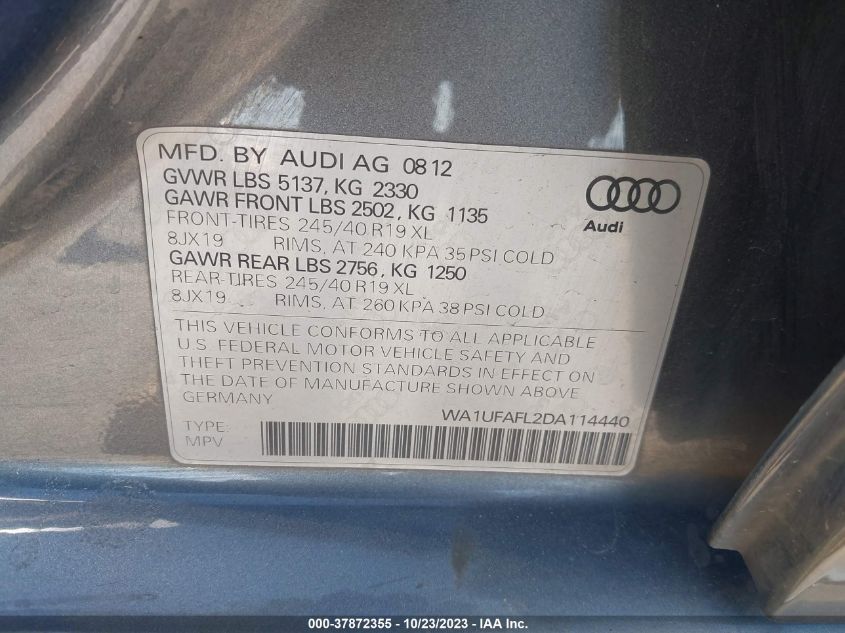 MFD. BY AUDI AG 08 12
GVWR LBS 5137, KG 2330
GAWR FRONT LBS 2502, KG 1135
FRONT-TIRES 245/40 R19 XL
8JX19 RIMS, AT 240 KPA 35 PSI COLD
GAWR REAR LBS 2756, KG 1250
REAR-TIRES 245/40 R19 XL
8JX19 RIMS, AT 260 KPA 38 PSI COLD
Audi
THIS VEHICLE CONFORMS TO ALL APPLICABLE
U.S. FEDERAL MOTOR VEHICLE SAFETY AND
THEFT PREVENTION STANDARDS IN EFFECT ON
THE DATE OF MANUFACTURE SHOWN ABOVE
GERMANY
WA1UFAFL2DA114440
TYPE:
MPV
000-37872355 - 10/23/2023 - © IAA Inc.